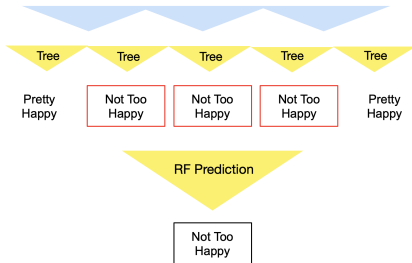 Tree Tree Tree Tree Tree
Pretty Happy
Not Too Happy
Not Too Happy
Not Too Happy
Pretty Happy
RF Prediction
Not Too
Happy